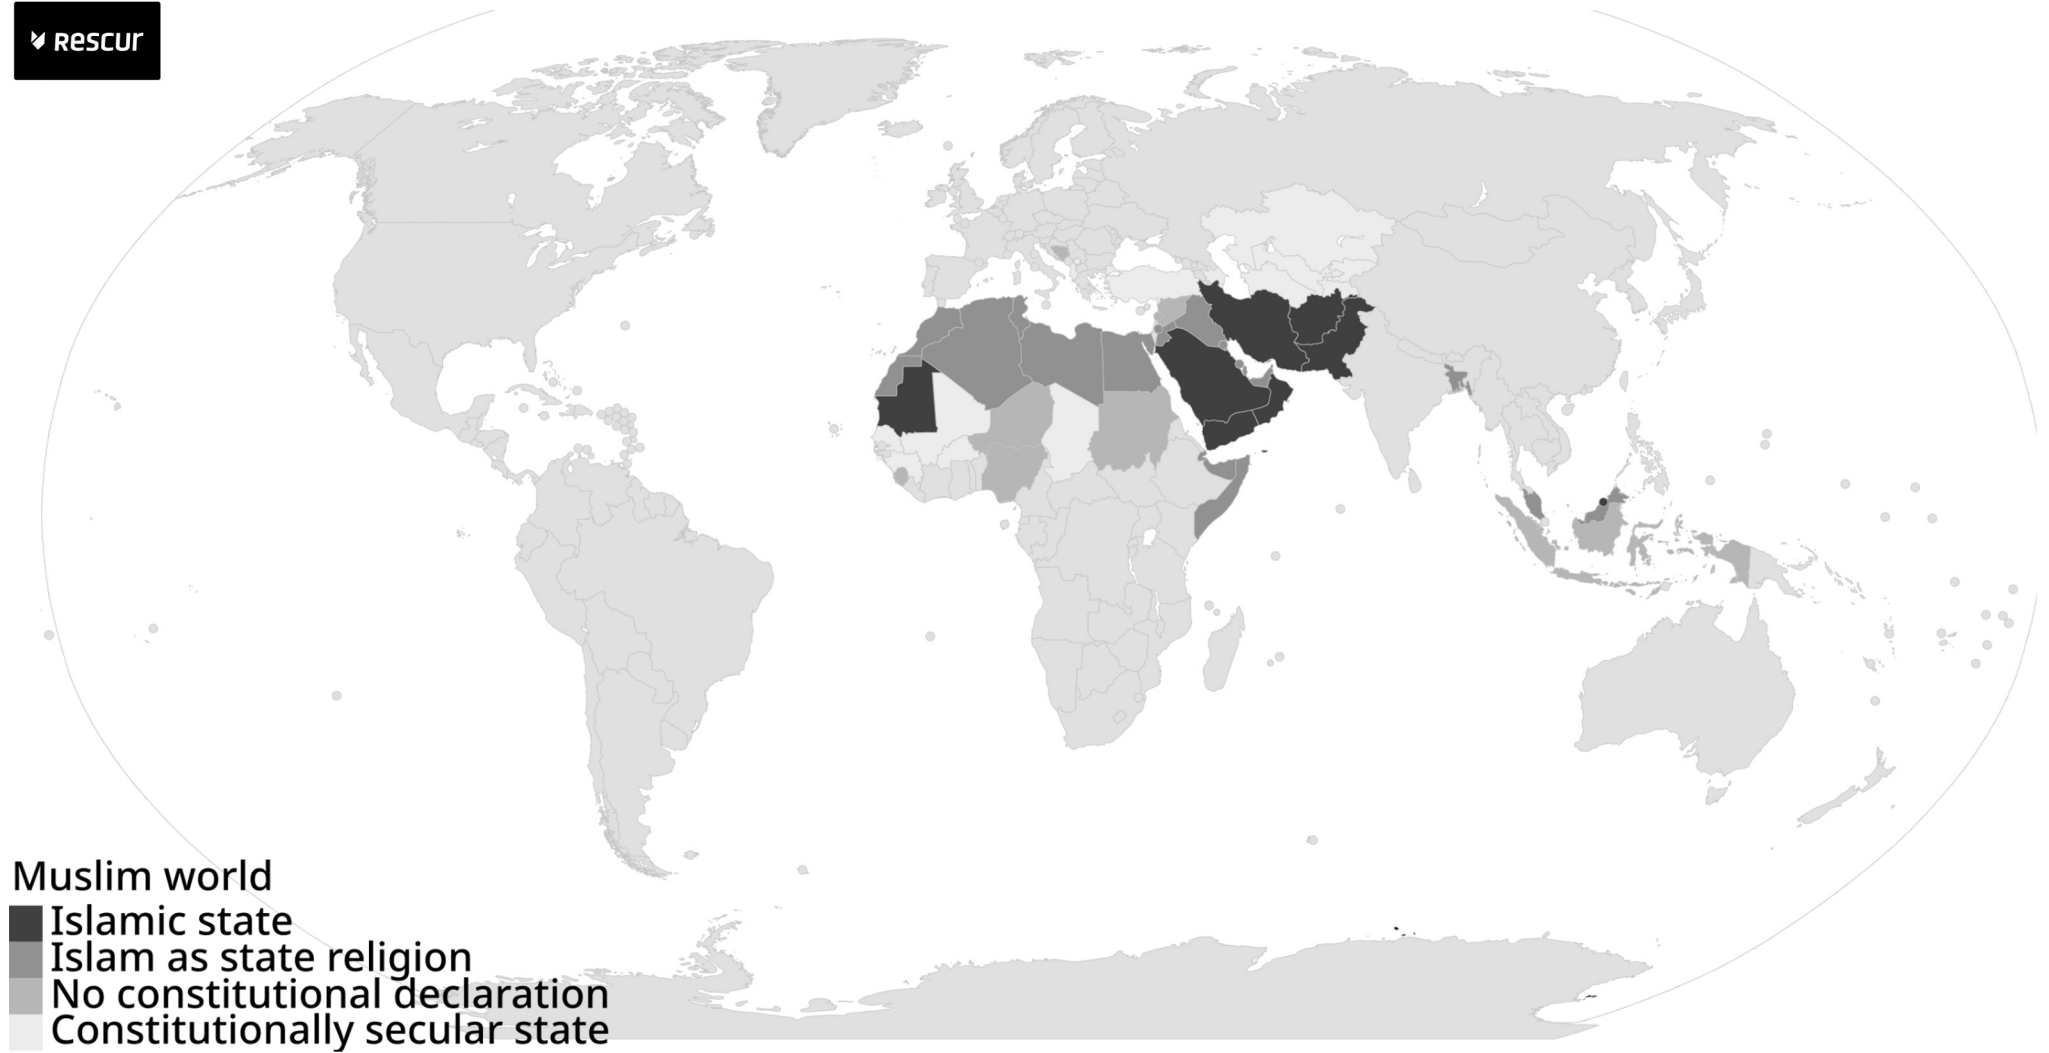 Rescur
Muslim world
Islamic state
Islam as state religion
No constitutional declaration
Constitutionally secular state